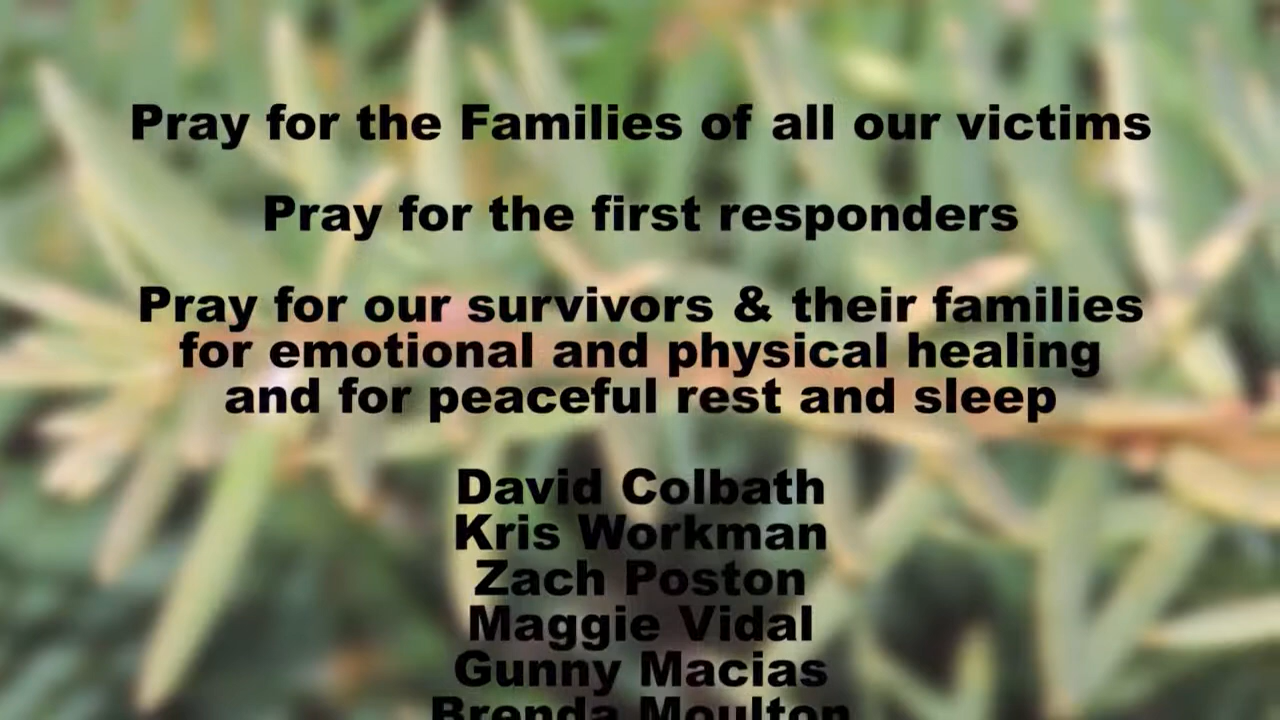 Pray for the Families of all our victims
Pray for the first responders
Pray for our survivors & their families
for emotional and physical healing
and for peaceful rest and sleep
David Colbath
Kris Workman
Zach Poston
Maggie Vidal
Gunny Macias
Brenda Moulton